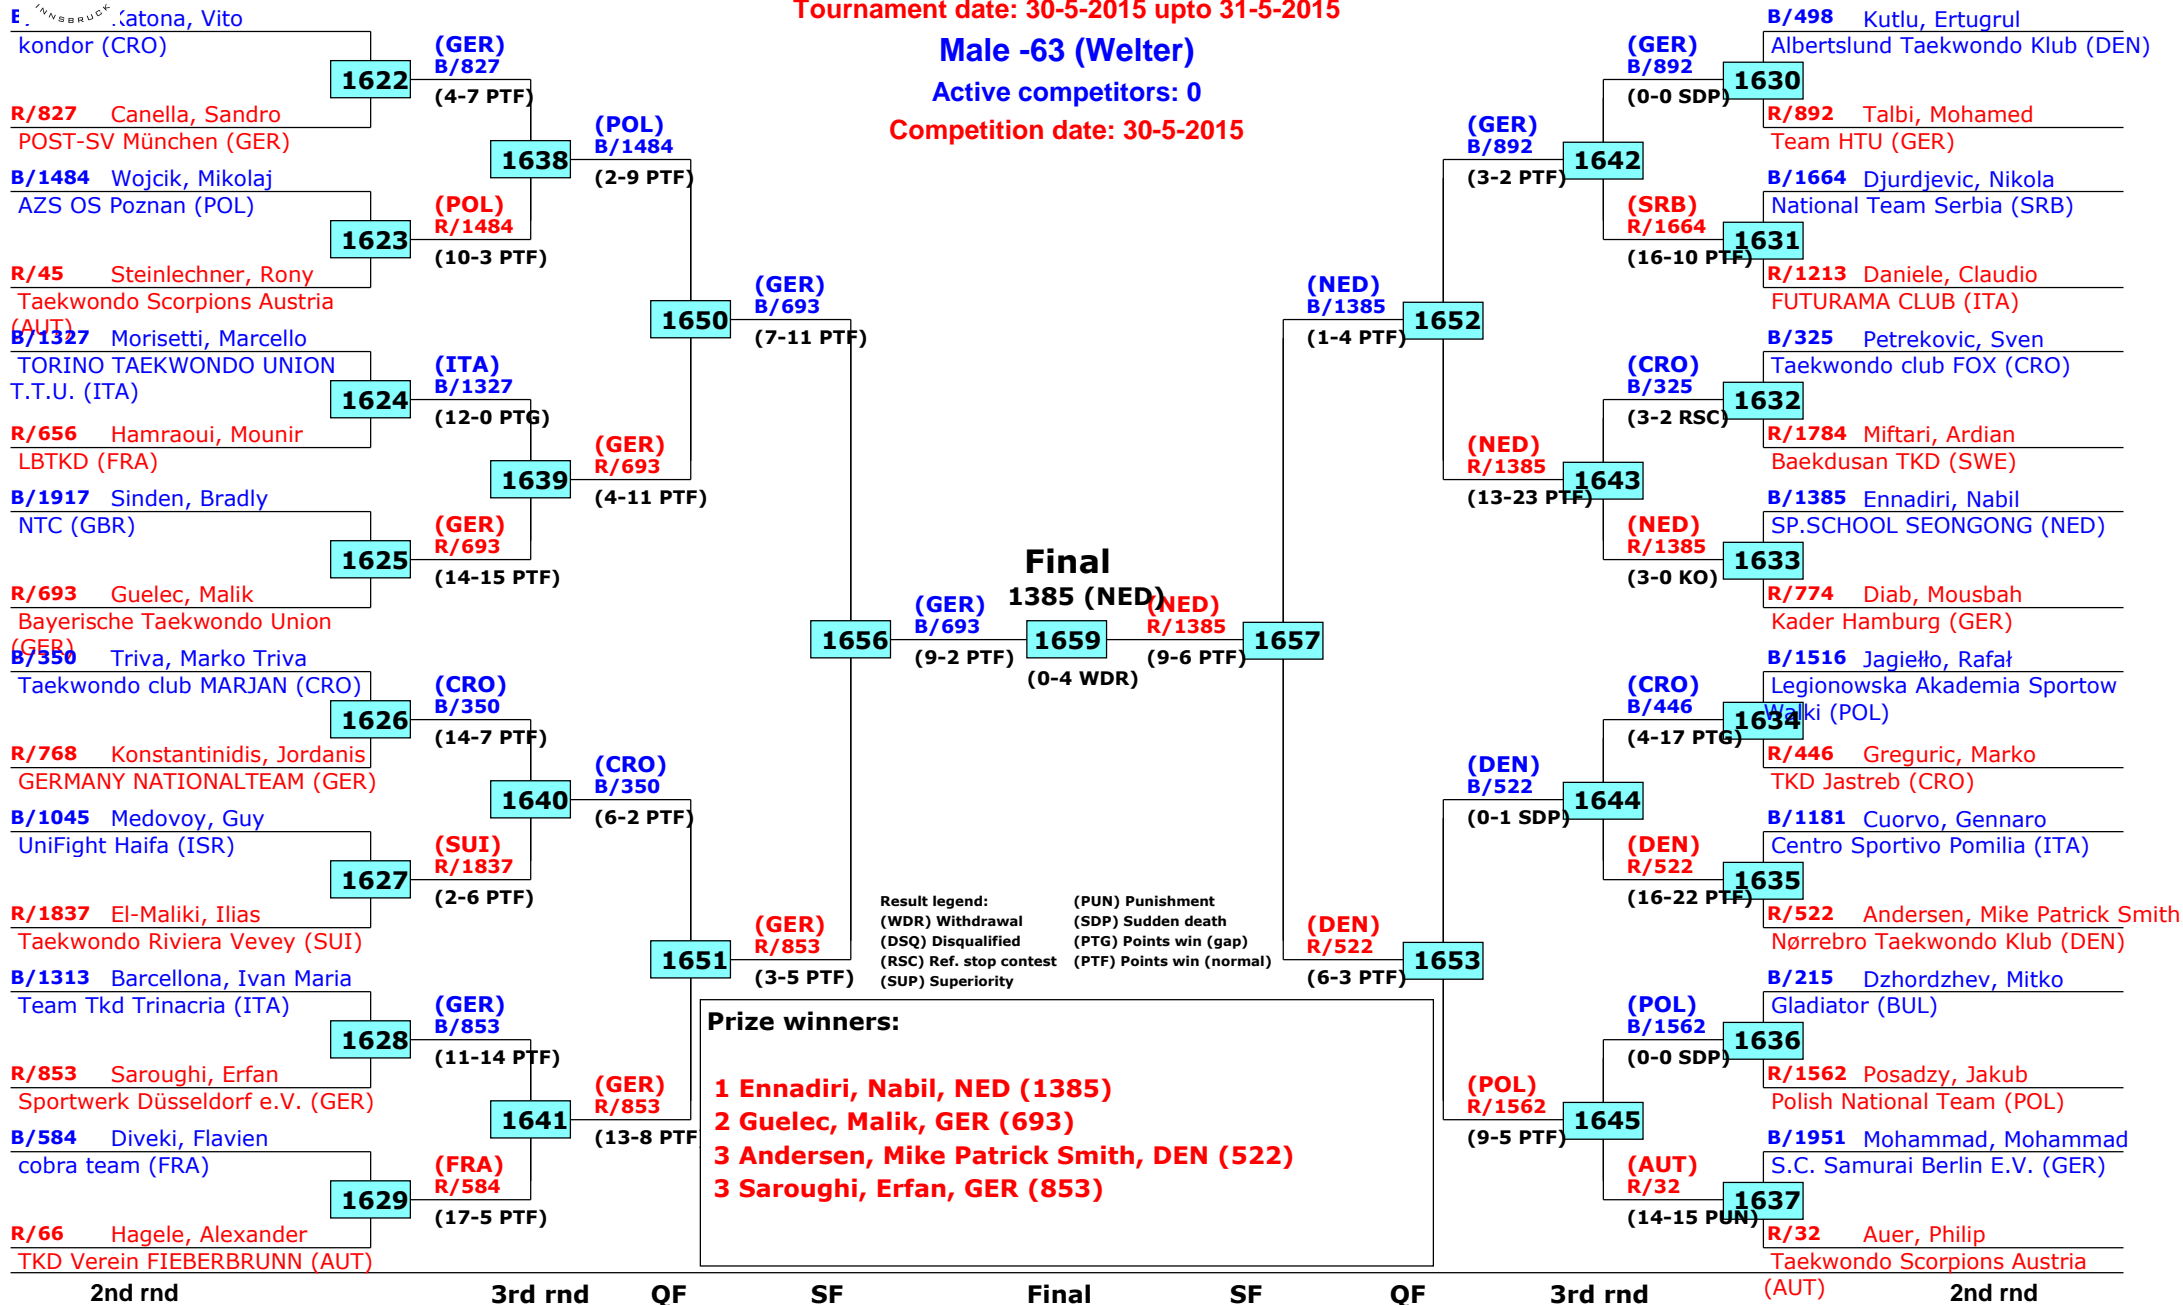 INNSBRUCK
Tournament date: 30-5-2015 upto 31-5-2015
Male -63 (Welter)
Active competitors: 0
Competition date: 30-5-2015
Katona, Vito
kondor (CRO)
1622
R/827 Canella, Sandro
POST-SV München (GER)
B/1484 Wojcik, Mikolaj
AZS OS Poznan (POL)
1623
R/45 Steinlechner, Rony
Taekwondo Scorpions Austria
(AUT)
B/1327 Morisetti, Marcello
TORINO TAEKWONDO UNION
T.T.U. (ITA)
1624
R/656 Hamraoui, Mounir
LBTKD (FRA)
B/1917 Sinden, Bradly
NTC (GBR)
1625
R/693 Guelec, Malik
Bayerische Taekwondo Union
(GER)
B/350 Triva, Marko Triva
Taekwondo club MARJAN (CRO)
1626
R/768 Konstantinidis, Jordanis
GERMANY NATIONALTEAM (GER)
B/1045 Medovoy, Guy
UniFight Haifa (ISR)
1627
R/1837 El-Maliki, Ilias
Taekwondo Riviera Vevey (SUI)
B/1313 Barcellona, Ivan Maria
Team Tkd Trinacria (ITA)
1628
R/853 Saroughi, Erfan
Sportwerk Düsseldorf e.V. (GER)
B/584 Diveki, Flavien
cobra team (FRA)
1629
R/66 Hagele, Alexander
TKD Verein FIEBERBRUNN (AUT)
(GER)
B/827
(4-7 PTF)
1638
(POL)
R/1484
(10-3 PTF)
(ITA)
B/1327
(12-0 PTG)
1639
(GER)
R/693
(14-15 PTF)
(CRO)
B/350
(14-7 PTF)
1640
(SUI)
R/1837
(2-6 PTF)
(GER)
B/853
(11-14 PTF)
1641
(FRA)
R/584
(17-5 PTF)
(POL)
B/1484
(2-9 PTF)
1650
(GER)
R/693
(4-11 PTF)
(CRO)
B/350
(6-2 PTF)
1651
(GER)
R/853
(13-8 PTF)
(GER)
B/693
(7-11 PTF)
1656
(GER)
R/853
(3-5 PTF)
(GER)
B/693
(9-2 PTF)
Final
1385 (NED)
1659
(0-4 WDR)
(NED)
R/1385
(9-6 PTF)
1657
(NED)
B/1385
(1-4 PTF)
1652
(DEN)
R/522
(6-3 PTF)
1653
(GER)
B/892
(3-2 PTF)
1642
(NED)
R/1385
(13-23 PTF)
1643
(DEN)
B/522
(0-1 SDP)
1644
(POL)
R/1562
(9-5 PTF)
1645
(GER)
B/892
(0-0 SDP)
1630
(SRB)
R/1664
(16-10 PTF)
1631
(CRO)
B/325
(3-2 RSC)
1632
(NED)
R/1385
(3-0 KO)
1633
(CRO)
B/446
(4-17 PTG)
1634
(DEN)
R/522
(16-22 PTF)
1635
(POL)
B/1562
(0-0 SDP)
1636
(AUT)
R/32
(14-15 PUN)
1637
B/498 Kutlu, Ertugrul
Albertslund Taekwondo Klub (DEN)
R/892 Talbi, Mohamed
Team HTU (GER)
B/1664 Djurdjevic, Nikola
National Team Serbia (SRB)
R/1213 Daniele, Claudio
FUTURAMA CLUB (ITA)
B/325 Petrekovic, Sven
Taekwondo club FOX (CRO)
R/1784 Miftari, Ardian
Baekdusan TKD (SWE)
B/1385 Ennadiri, Nabil
SP.SCHOOL SEONGONG (NED)
R/774 Diab, Mousbah
Kader Hamburg (GER)
B/1516 Jagiełło, Rafał
Legionowska Akademia Sportow
Walki (POL)
R/446 Greguric, Marko
TKD Jastreb (CRO)
B/1181 Cuorvo, Gennaro
Centro Sportivo Pomilia (ITA)
R/522 Andersen, Mike Patrick Smith
Nørrebro Taekwondo Klub (DEN)
B/215 Dzhordzhev, Mitko
Gladiator (BUL)
R/1562 Posadzy, Jakub
Polish National Team (POL)
B/1951 Mohammad, Mohammad
S.C. Samurai Berlin E.V. (GER)
R/32 Auer, Philip
Taekwondo Scorpions Austria
(AUT)
Result legend:
(WDR) Withdrawal
(DSQ) Disqualified
(RSC) Ref. stop contest
(SUP) Superiority
(PUN) Punishment
(SDP) Sudden death
(PTG) Points win (gap)
(PTF) Points win (normal)
Prize winners:
1 Ennadiri, Nabil, NED (1385)
2 Guelec, Malik, GER (693)
3 Andersen, Mike Patrick Smith, DEN (522)
3 Saroughi, Erfan, GER (853)
2nd rnd 3rd rnd QF SF Final SF QF 3rd rnd 2nd rnd